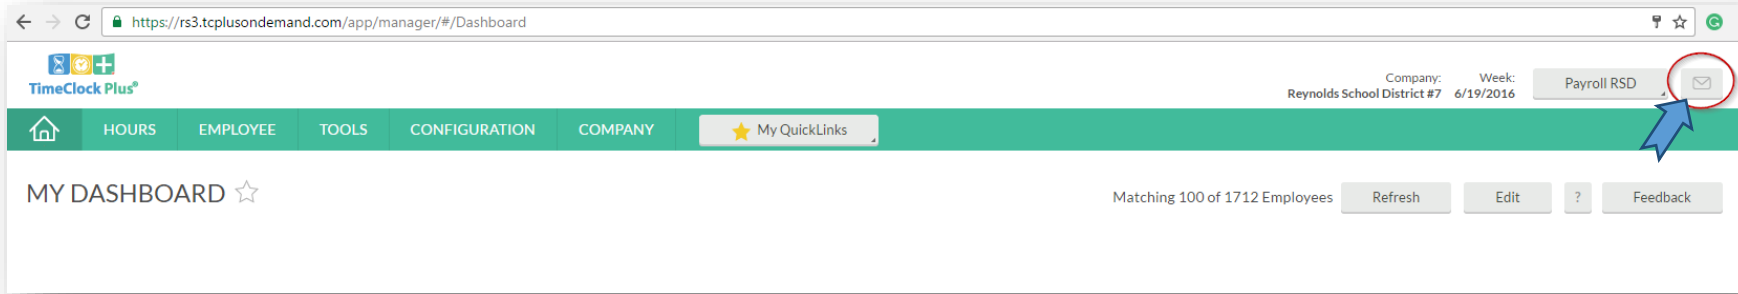 https://rs3.tcplusondemand.com/app/manager/#/Dashboard
TimeClock Plus®
Company: Week:
Reynolds School District #7 6/19/2016
Payroll RSD
HOURS EMPLOYEE TOOLS CONFIGURATION COMPANY My QuickLinks
MY DASHBOARD
Matching 100 of 1712 Employees Refresh Edit ? Feedback